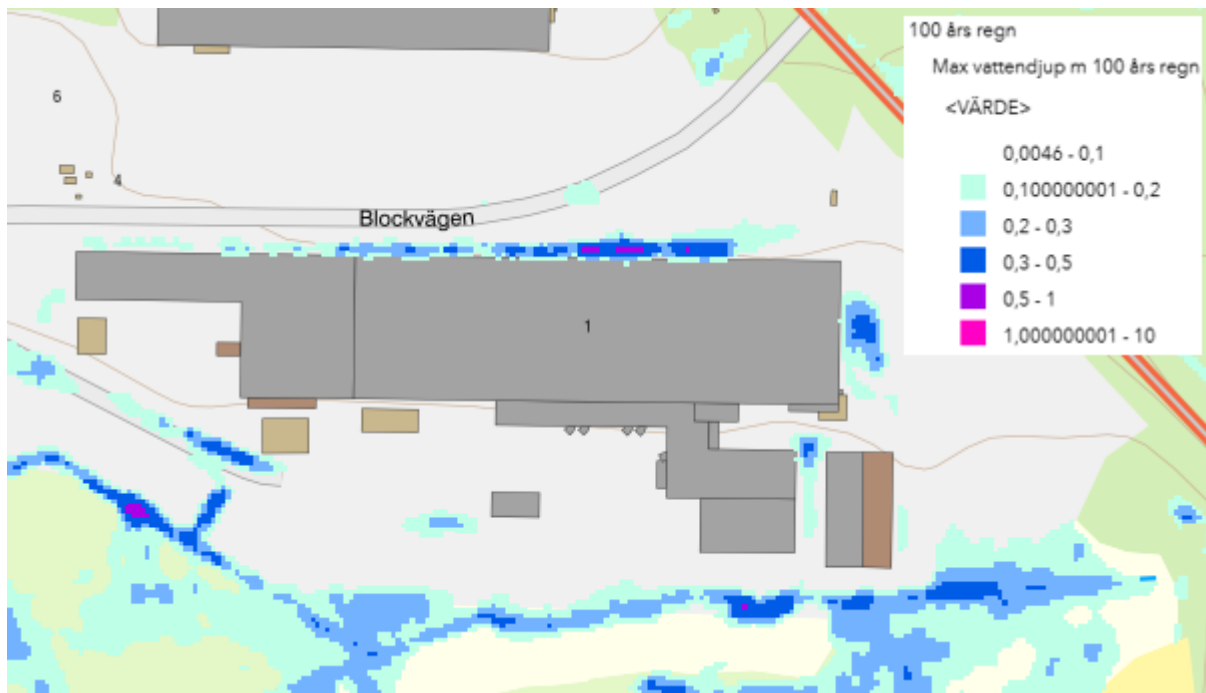 100 års regn
Max vattendjup m 100 års regn
<VÄRDE>
0,0046 - 0,1
0,100000001 - 0,2
0,2 - 0,3
0,3 - 0,5
0,5 - 1
1,000000001 - 10
6
4
Blockvägen
1